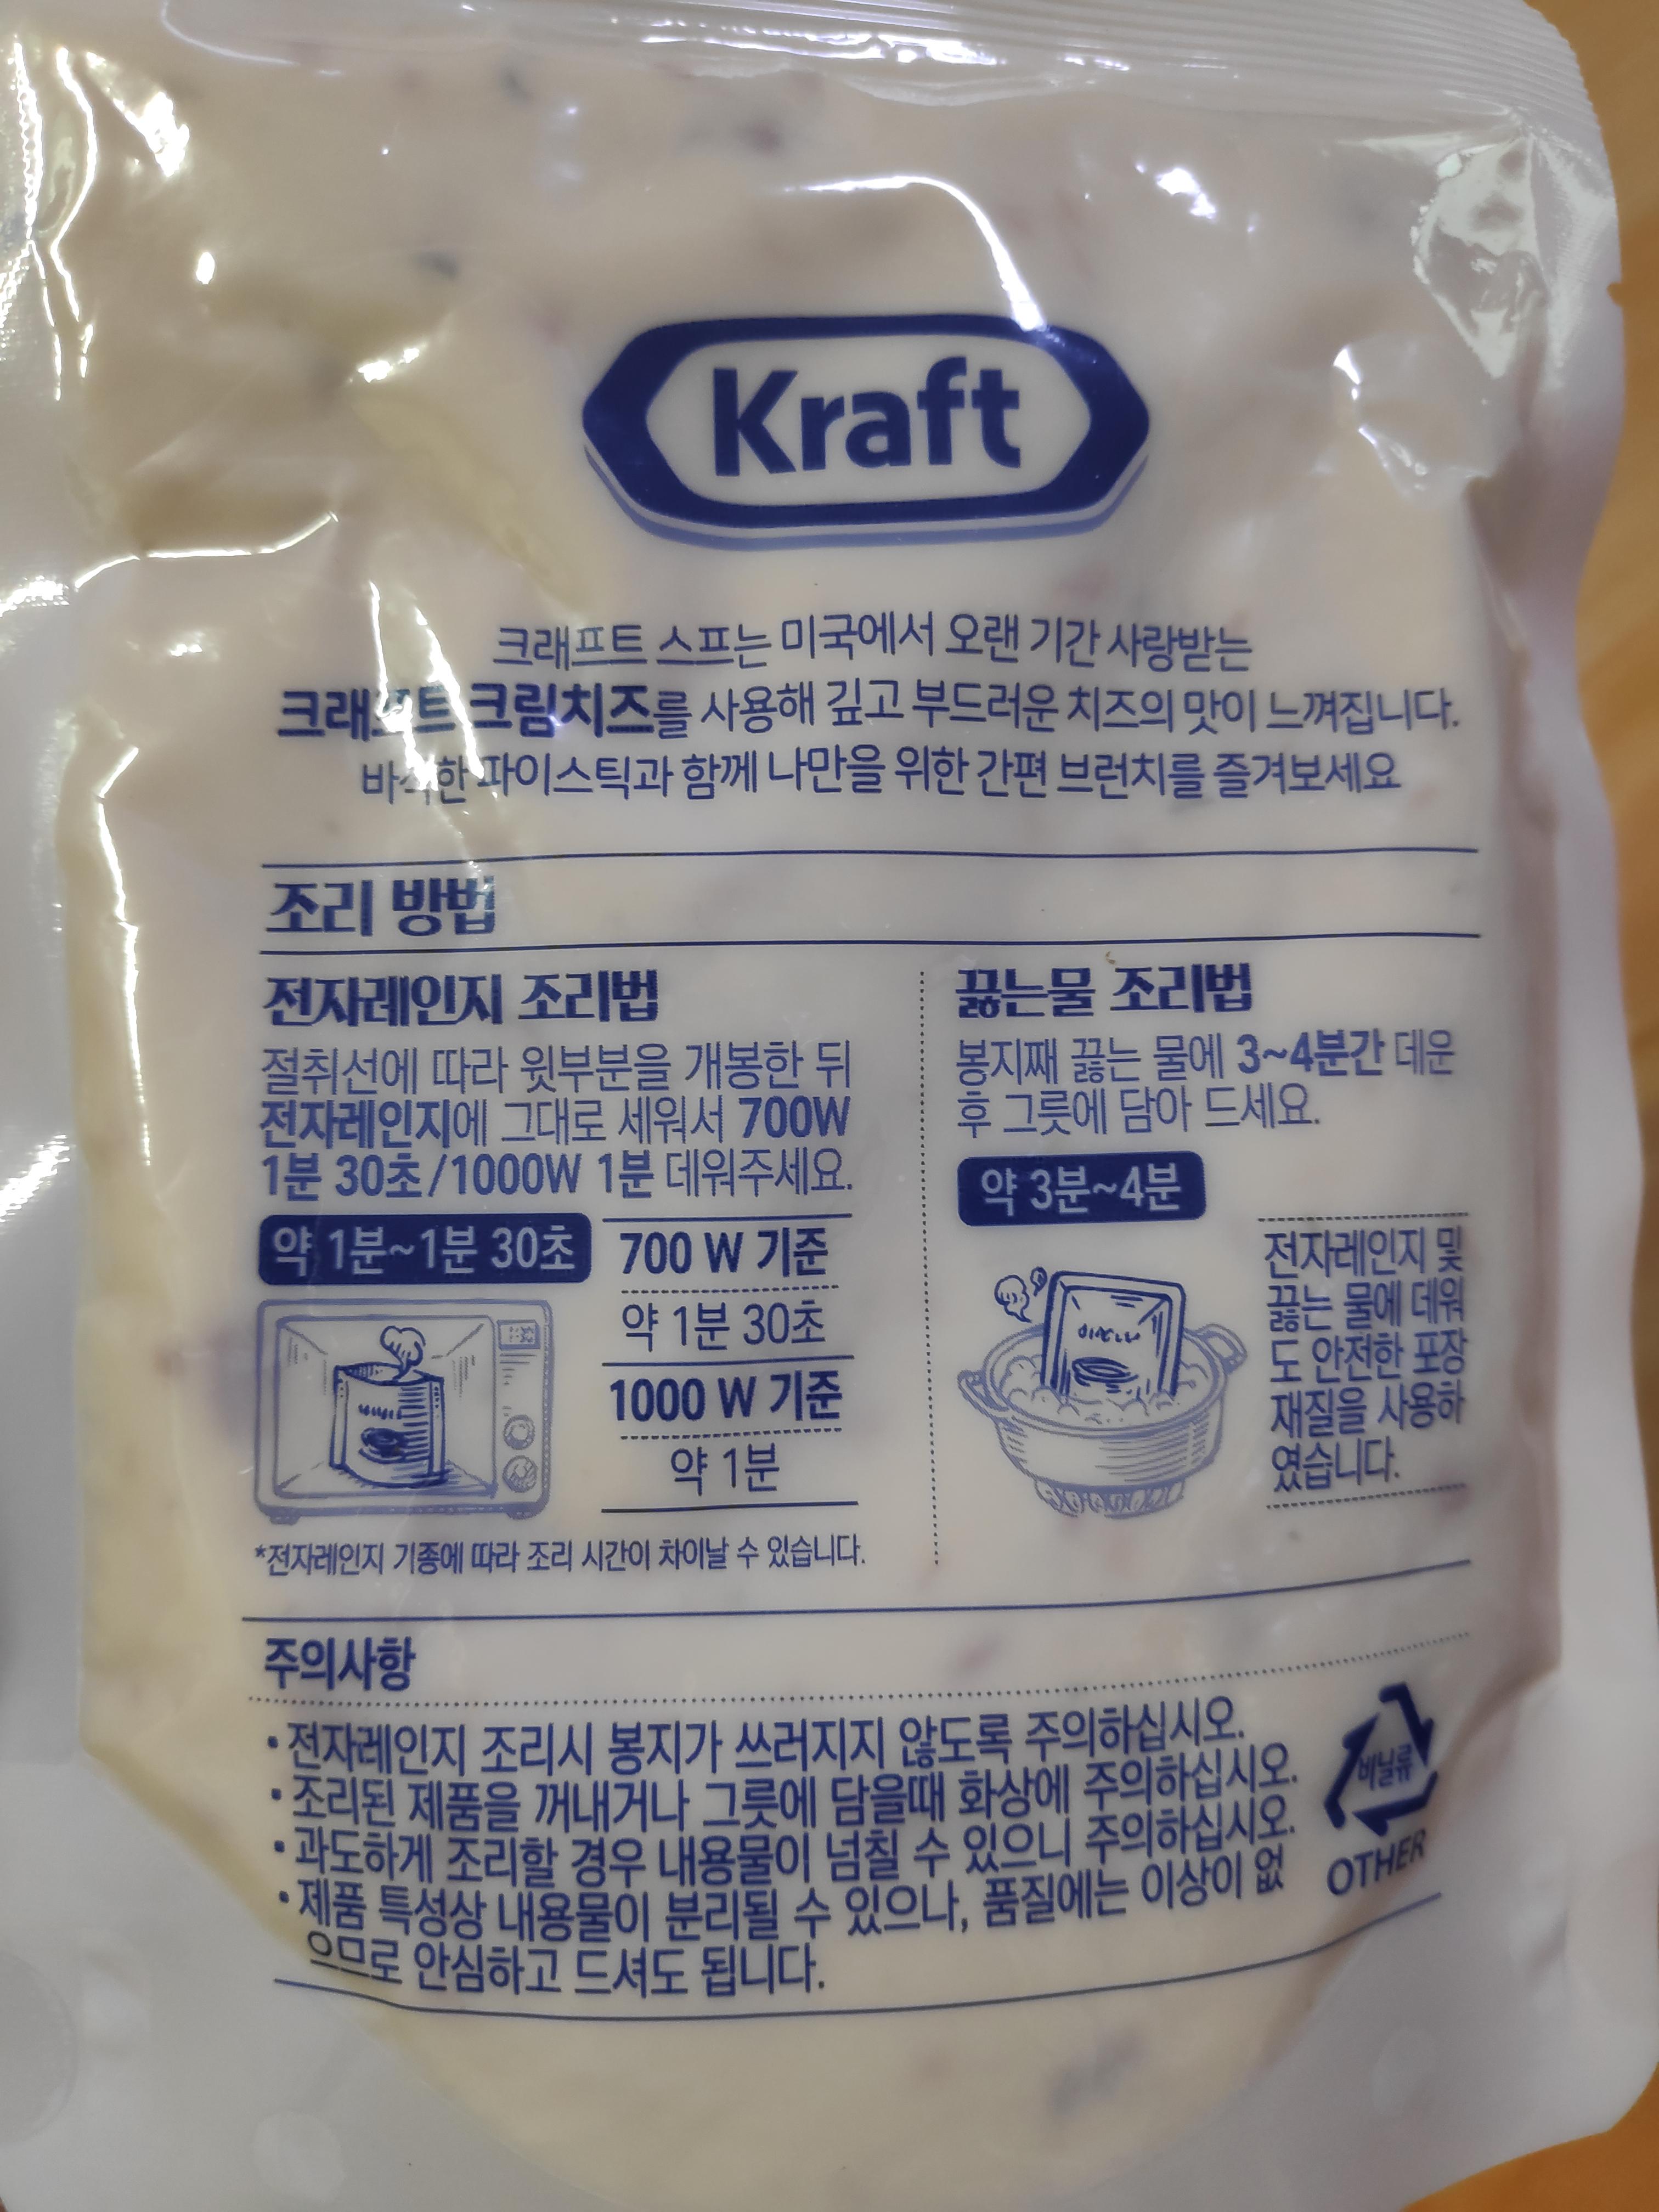 Kraft
크래프트 스프는 미국에서 오랜 기간 사랑받는
크래프트 크림치즈를 사용해 깊고 부드러운 치즈의 맛이 느껴집니다.
바삭한 파이스틱과 함께 나만을 위한 간편 브런치를 즐겨보세요
조리 방법
전자레인지 조리법
절취선에 따라 윗부분을 개봉한 뒤
전자레인지에 그대로 세워서 700W
1분 30초/1000W 1분 데워주세요.
약 1분~1분 30초
700 W 기준
약 1분 30초
1000 W 기준
약 1분
*전자레인지 기종에 따라 조리 시간이 차이날 수 있습니다.
끓는물 조리법
봉지째 끓는 물에 3~4분간 데운
후 그릇에 담아 드세요.
약 3분~4분
전자레인지 및
끓는 물에 데워
도 안전한 포장
재질을 사용하
였습니다.
주의사항
• 전자레인지 조리시 봉지가 쓰러지지 않도록 주의하십시오.
• 조리된 제품을 꺼내거나 그릇에 담을때 화상에 주의하십시오.
• 과도하게 조리할 경우 내용물이 넘칠 수 있으니 주의하십시오.
• 제품 특성상 내용물이 분리될 수 있으나, 품질에는 이상이 없
으므로 안심하고 드셔도 됩니다.
비닐류
OTHER